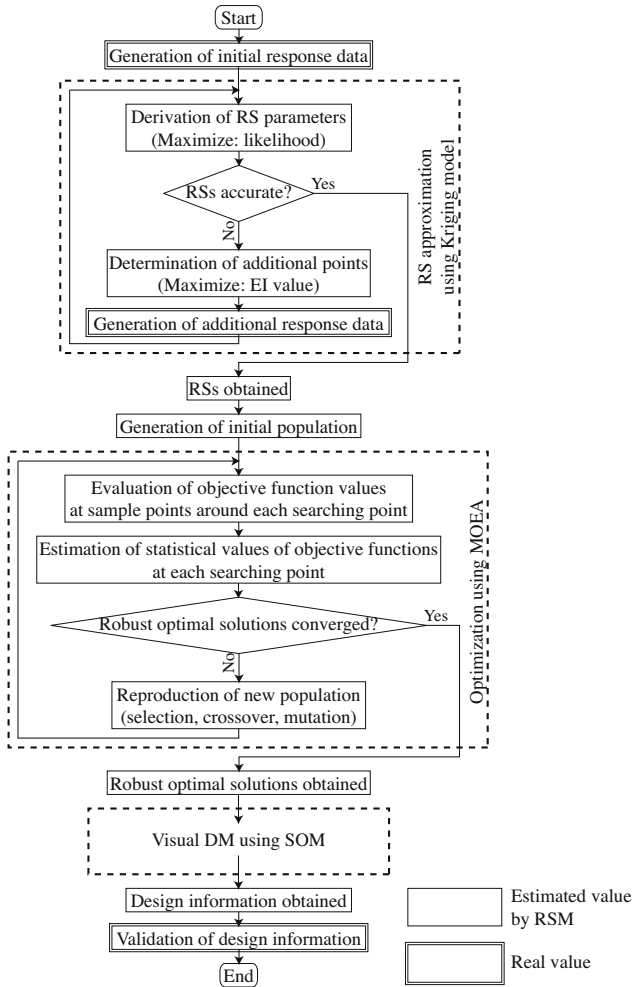 Start
Generation of initial response data
Derivation of RS parameters
(Maximize: likelihood)
RSs accurate?
Yes
No
Determination of additional points
(Maximize: EI value)
Generation of additional response data
RS approximation
using Kriging model
RSs obtained
Generation of initial population
Evaluation of objective function values
at sample points around each searching point
Estimation of statistical values of objective functions
at each searching point
Robust optimal solutions converged?
Yes
No
Reproduction of new population
(selection, crossover, mutation)
Optimization using MOEA
Robust optimal solutions obtained
Visual DM using SOM
Design information obtained
Validation of design information
End
Estimated value
by RSM
Real value